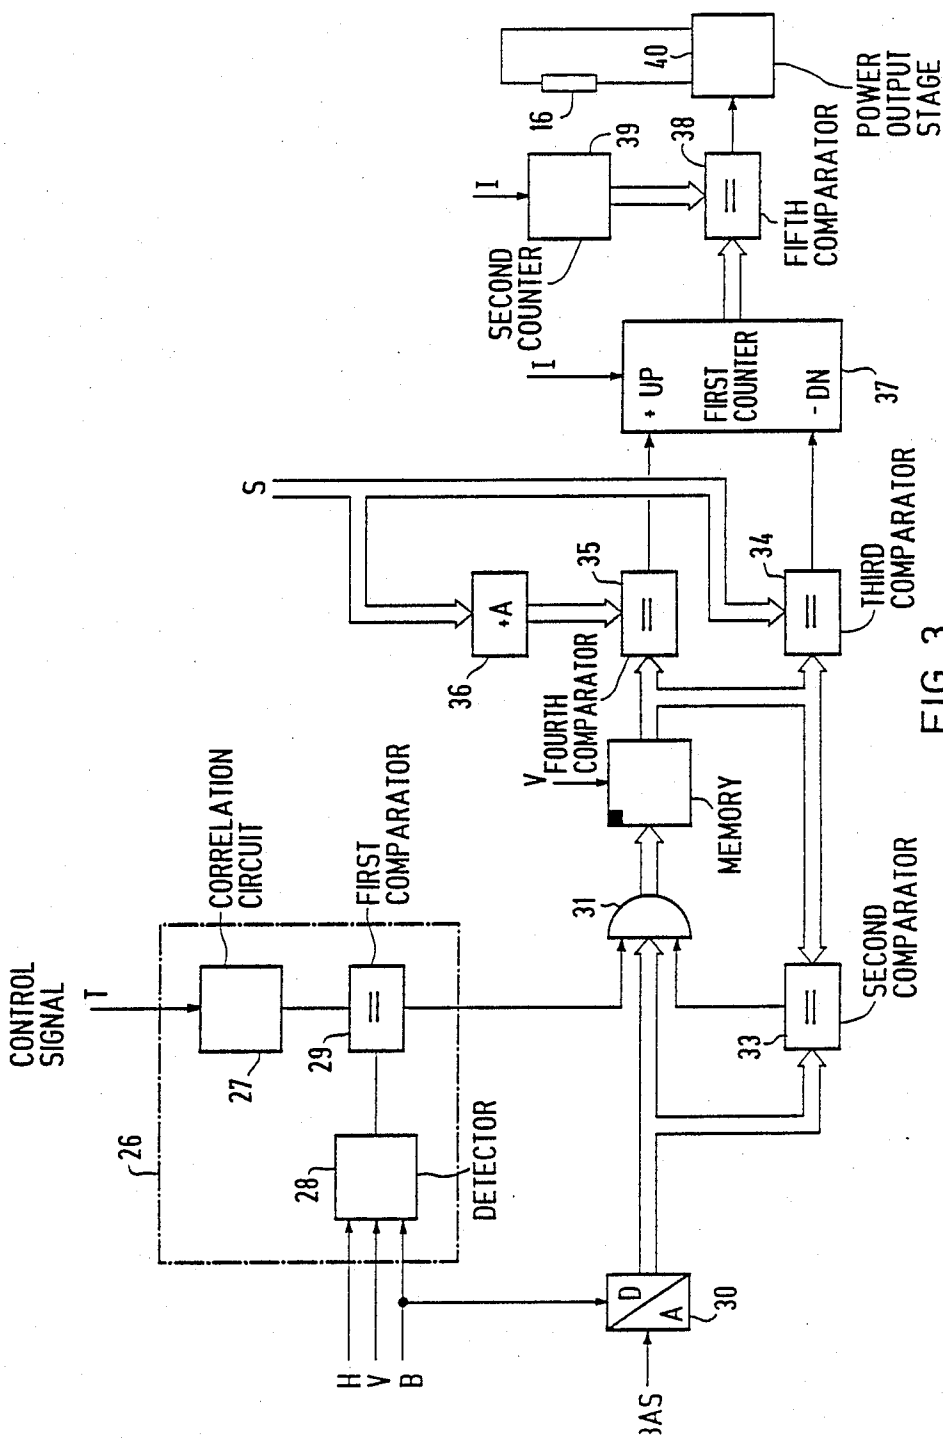 CONTROL
SIGNAL
T
26
CORRELATION
CIRCUIT
27
S
28
29
FIRST
COMPARATOR
H
V
B
DETECTOR
36
+A
SECOND
COUNTER
I
39
16
I
V
FOURTH
COMPARATOR
35
31
BAS
D
A
30
MEMORY
+ UP
FIRST
COUNTER
- DN
37
40
38
FIFTH
COMPARATOR
POWER
OUTPUT
STAGE
33
SECOND
COMPARATOR
34
THIRD
COMPARATOR
FIG. 3